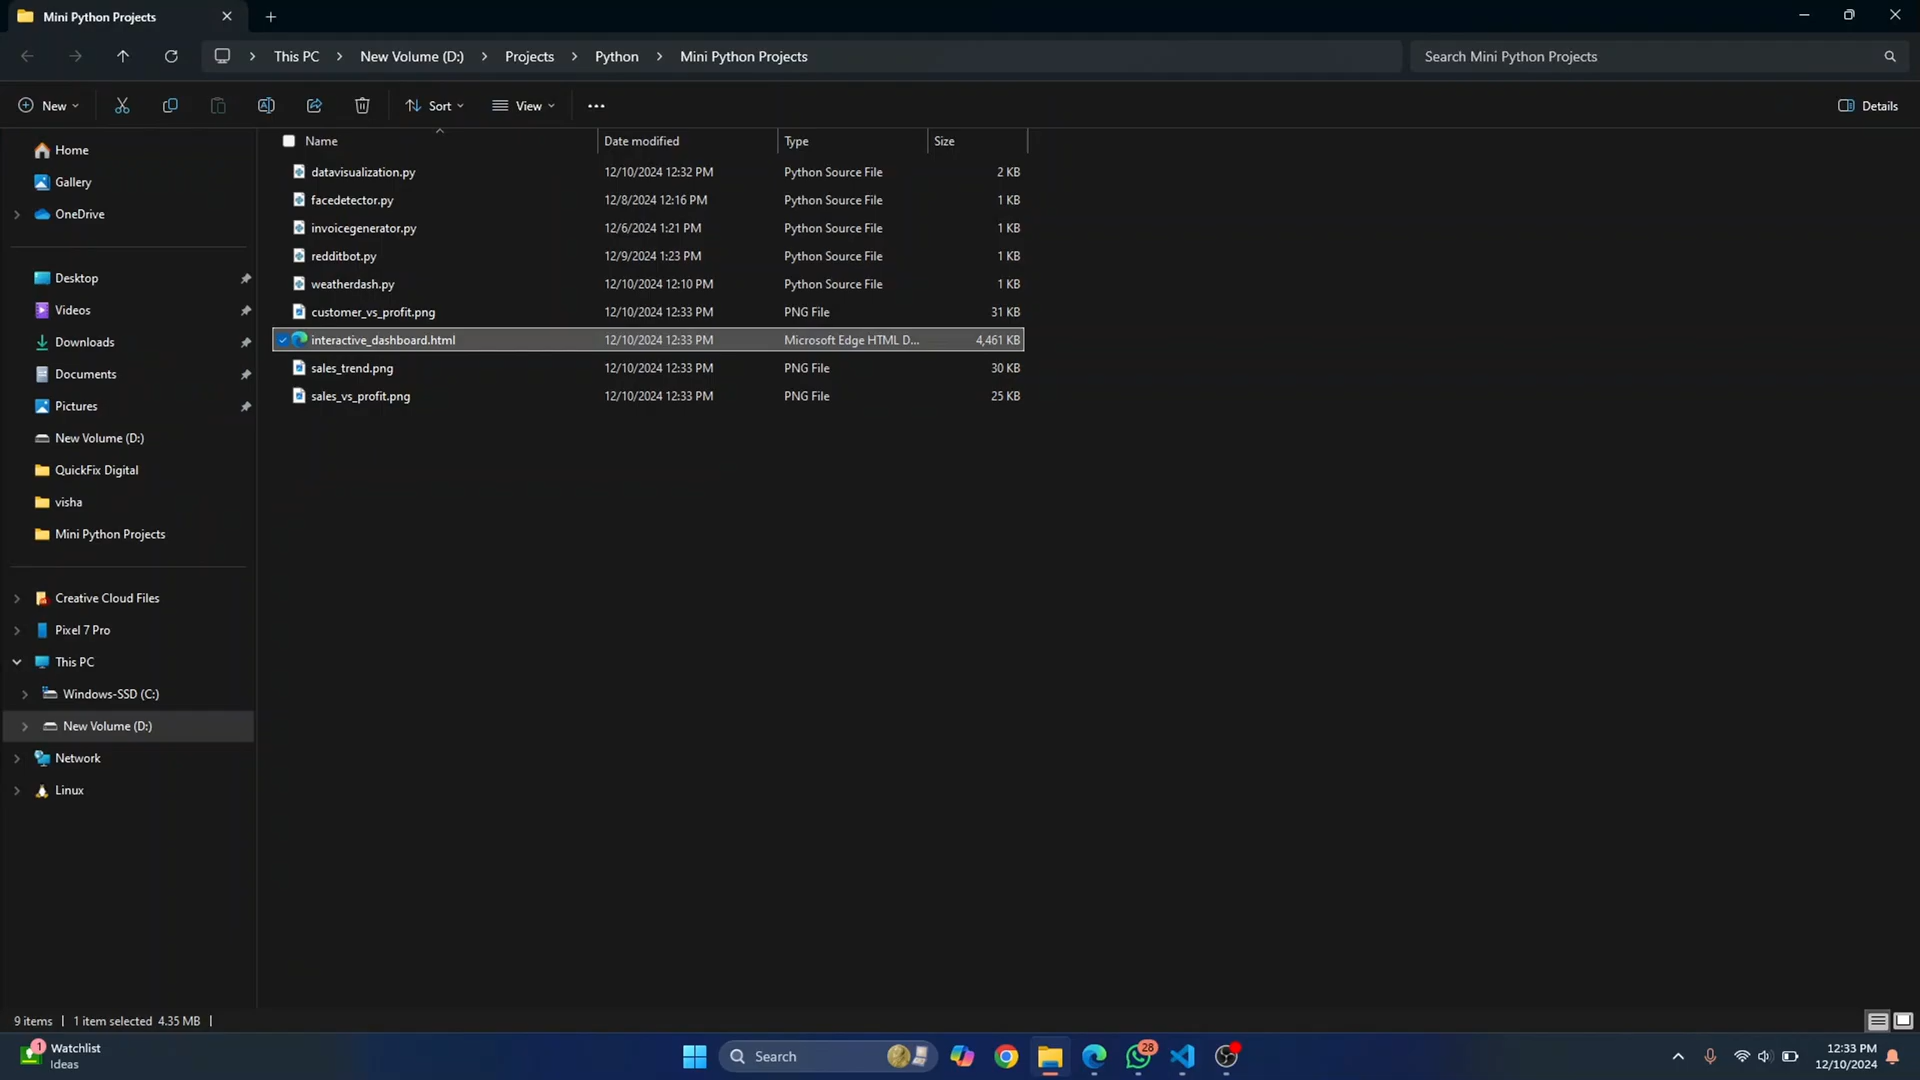 Mini Python Projects
This PC > New Volume (D:) > Projects > Python > Mini Python Projects
Search Mini Python Projects
New
Sort
View
Details
Name Date modified Type Size
datavisualization.py 12/10/2024 12:32 PM Python Source File 2 KB
facedetector.py 12/8/2024 12:16 PM Python Source File 1 KB
invoicegenerator.py 12/6/2024 1:21 PM Python Source File 1 KB
redditbot.py 12/9/2024 1:23 PM Python Source File 1 KB
weatherdash.py 12/10/2024 12:10 PM Python Source File 1 KB
customer_vs_profit.png 12/10/2024 12:33 PM PNG File 31 KB
interactive_dashboard.html 12/10/2024 12:33 PM Microsoft Edge HTML D... 4,461 KB
sales_trend.png 12/10/2024 12:33 PM PNG File 30 KB
sales_vs_profit.png 12/10/2024 12:33 PM PNG File 25 KB
Home
Gallery
OneDrive
Desktop
Videos
Downloads
Documents
Pictures
New Volume (D:)
QuickFix Digital
visha
Mini Python Projects
Creative Cloud Files
Pixel 7 Pro
This PC
Windows-SSD (C:)
New Volume (D:)
Network
Linux
9 items | 1 item selected 4.35 MB |
1
Watchlist
Ideas
Search
28
12:33 PM
12/10/2024